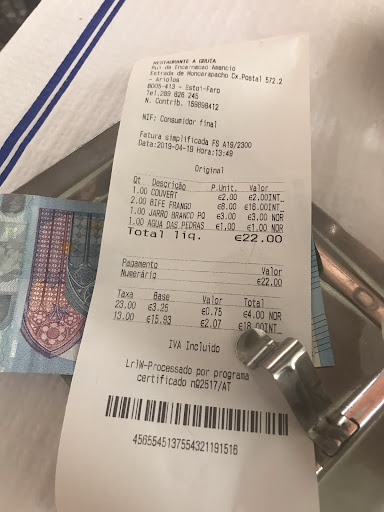 RESTAURANTE A GRUTA
Rui da Encarnacao Amancio
Estrada de Moncarapacho Cx.Postal 572.2
- Ariolos
8005-413 - Estoi-Faro
Tel.289 826 245
N. Contrib. 169898412
NIF: Consumidor final
Fatura simplificada FS A19/2300
Data:2019-04-19 Hora:13:49
Original
Qt Descrição P.Unit. Valor
1.00 COUVERT €2.00 €2.00INT
2.00 BIFE FRANGO €8.00 €16.00INT
1.00 JARRO BRANCO PQ €3.00 €3.00 NOR
1.00 AGUA DAS PEDRAS €1.00 €1.00 NOR
Total liq. €22.00
Pagamento Valor
Numerário €22.00
Taxa Base Valor Total
23.00 €3.25 €0.75 €4.00 NOR
13.00 €15.93 €2.07 €18.00INT
IVA Incluido
LrlW-Processado por programa
certificado nº2517/AT
4565545137554321191516